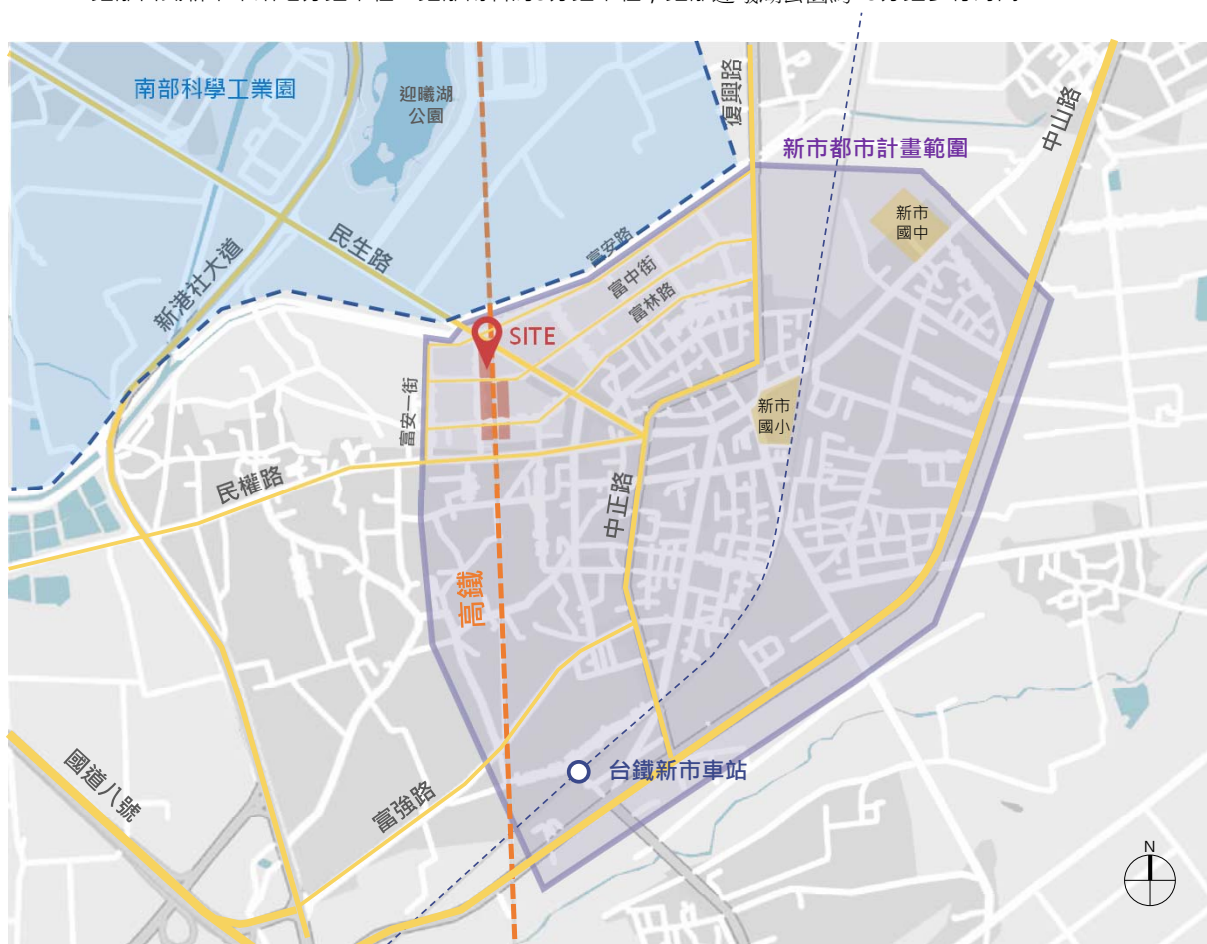 南部科學工業園
迎曦湖
公園
復興路
中山路
新市都市計畫範圍
新市
國中
民生路
富安路
新港社大道
富中街
富林路
SITE
富安一街
新市
國小
民權路
中正路
高鐵
台鐵新市車站
國道八號
富強路
N